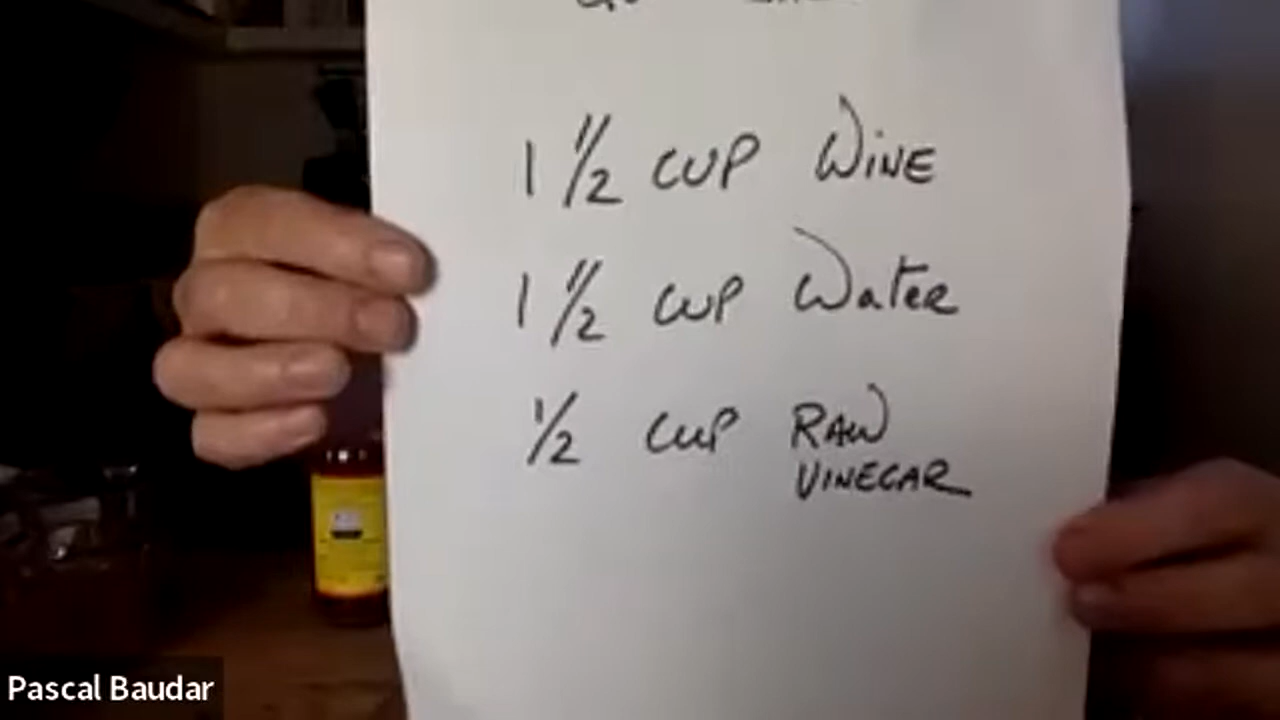 1 1/2 CUP WINE
1 1/2 CUP Water
1/2 CUP RAW
VINEGAR
Pascal Baudar